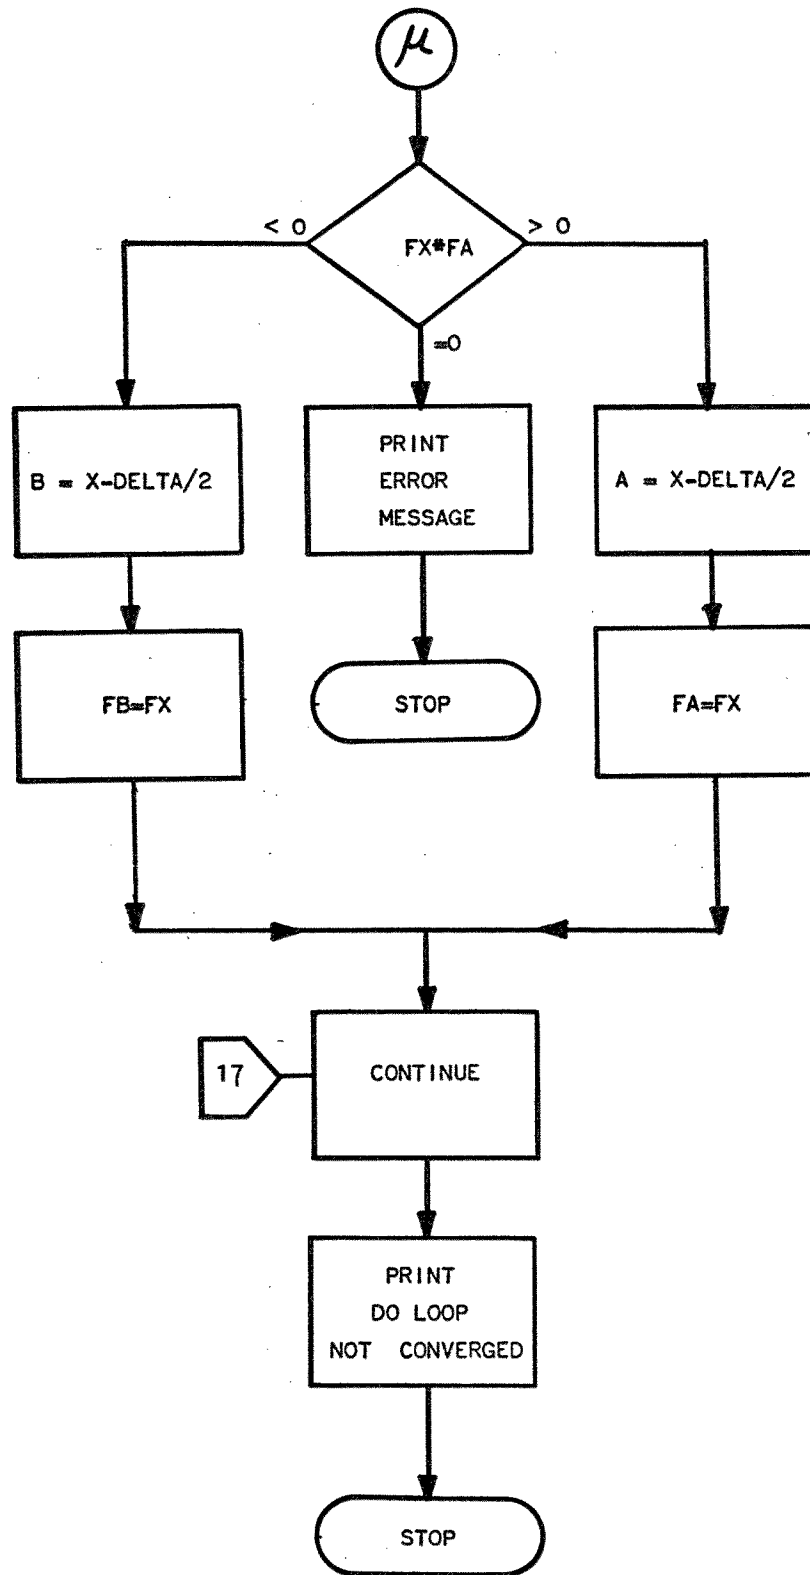 μ
< 0
FX*FA
> 0
=0
B = X-DELTA/2
PRINT
ERROR
MESSAGE
A = X-DELTA/2
FB=FX
STOP
FA=FX
17
CONTINUE
PRINT
DO LOOP
NOT CONVERGED
STOP